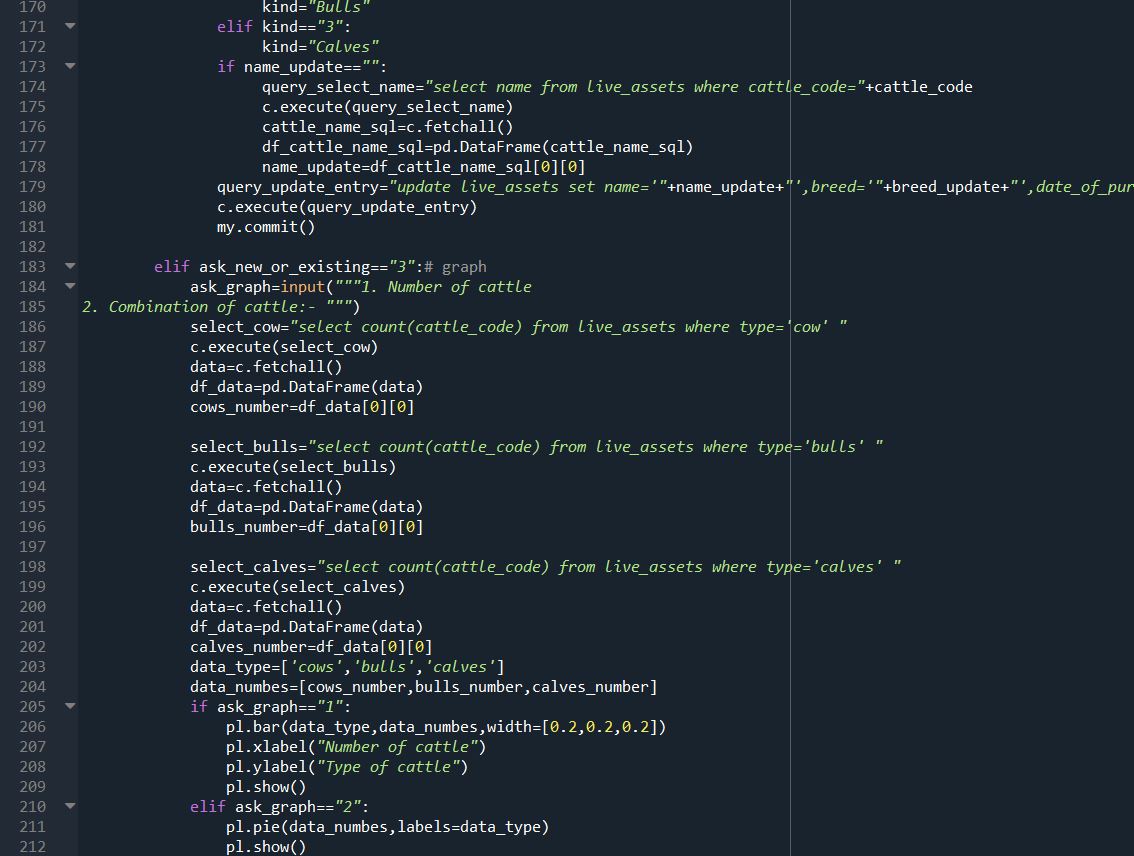 170 kind="Bulls"
171 elif kind=="3":
172 kind="Calves"
173 if name_update=="":
174 query_select_name="select name from live_assets where cattle_code="+cattle_code
175 c.execute(query_select_name)
176 cattle_name_sql=c.fetchall()
177 df_cattle_name_sql=pd.DataFrame(cattle_name_sql)
178 name_update=df_cattle_name_sql[0][0]
179 query_update_entry="update live_assets set name='"+name_update+"',breed='"+breed_update+"',date_of_pur
180 c.execute(query_update_entry)
181 my.commit()
182
183 elif ask_new_or_existing=="3":# graph
184 ask_graph=input("""1. Number of cattle
185 2. Combination of cattle:- """)
186 select_cow="select count(cattle_code) from live_assets where type='cow' "
187 c.execute(select_cow)
188 data=c.fetchall()
189 df_data=pd.DataFrame(data)
190 cows_number=df_data[0][0]
191
192 select_bulls="select count(cattle_code) from live_assets where type='bulls' "
193 c.execute(select_bulls)
194 data=c.fetchall()
195 df_data=pd.DataFrame(data)
196 bulls_number=df_data[0][0]
197
198 select_calves="select count(cattle_code) from live_assets where type='calves' "
199 c.execute(select_calves)
200 data=c.fetchall()
201 df_data=pd.DataFrame(data)
202 calves_number=df_data[0][0]
203 data_type=['cows','bulls','calves']
204 data_numbes=[cows_number,bulls_number,calves_number]
205 if ask_graph=="1":
206 pl.bar(data_type,data_numbes,width=[0.2,0.2,0.2])
207 pl.xlabel("Number of cattle")
208 pl.ylabel("Type of cattle")
209 pl.show()
210 elif ask_graph=="2":
211 pl.pie(data_numbes,labels=data_type)
212 pl.show()